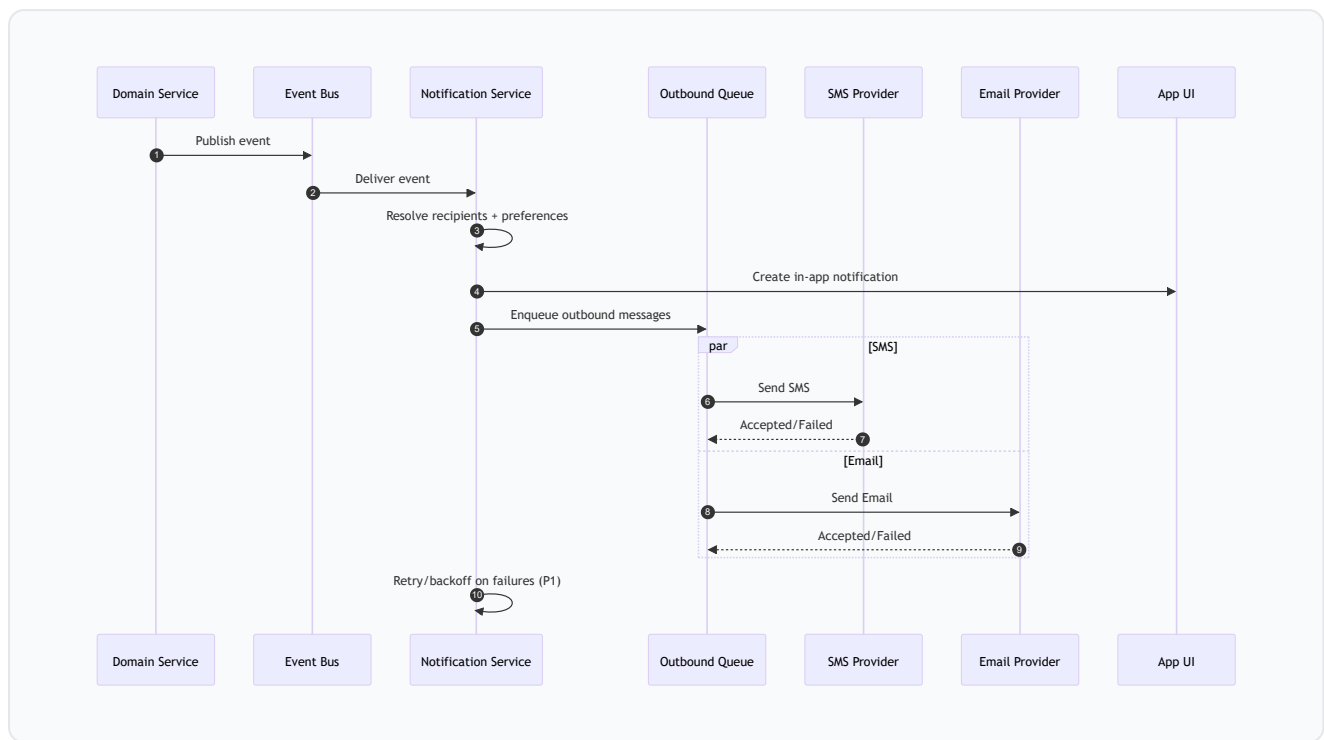 Domain Service
Event Bus
Notification Service
Outbound Queue
SMS Provider
Email Provider
App UI
Publish event
1
Deliver event
2
Resolve recipients + preferences
3
Create in-app notification
4
Enqueue outbound messages
5
par
[SMS]
Send SMS
6
Accepted/Failed
7
[Email]
Send Email
8
Accepted/Failed
9
Retry/backoff on failures (P1)
10
Domain Service
Event Bus
Notification Service
Outbound Queue
SMS Provider
Email Provider
App UI